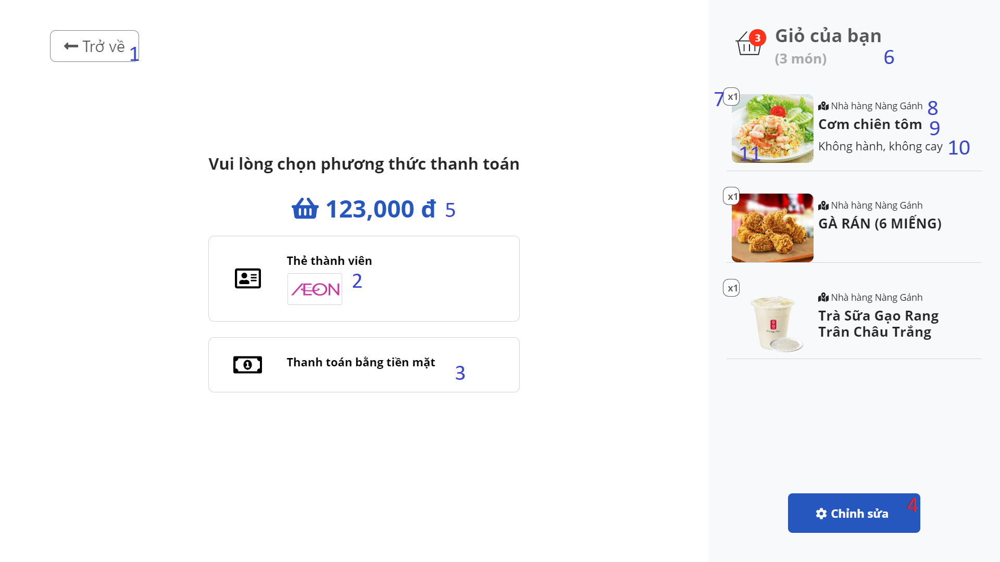 Trở về
1
Vui lòng chọn phương thức thanh toán
123,000 đ 5
Thẻ thành viên
ÆON 2
Thanh toán bằng tiền mặt
3
3 Giỏ của bạn
(3 món) 6
7 x1
Nhà hàng Nàng Gánh 8
Cơm chiên tôm 9
Không hành, không cay 10
11
x1
Nhà hàng Nàng Gánh
GÀ RÁN (6 MIẾNG)
x1
Nhà hàng Nàng Gánh
Trà Sữa Gạo Rang
Trân Châu Trắng
Chỉnh sửa 4